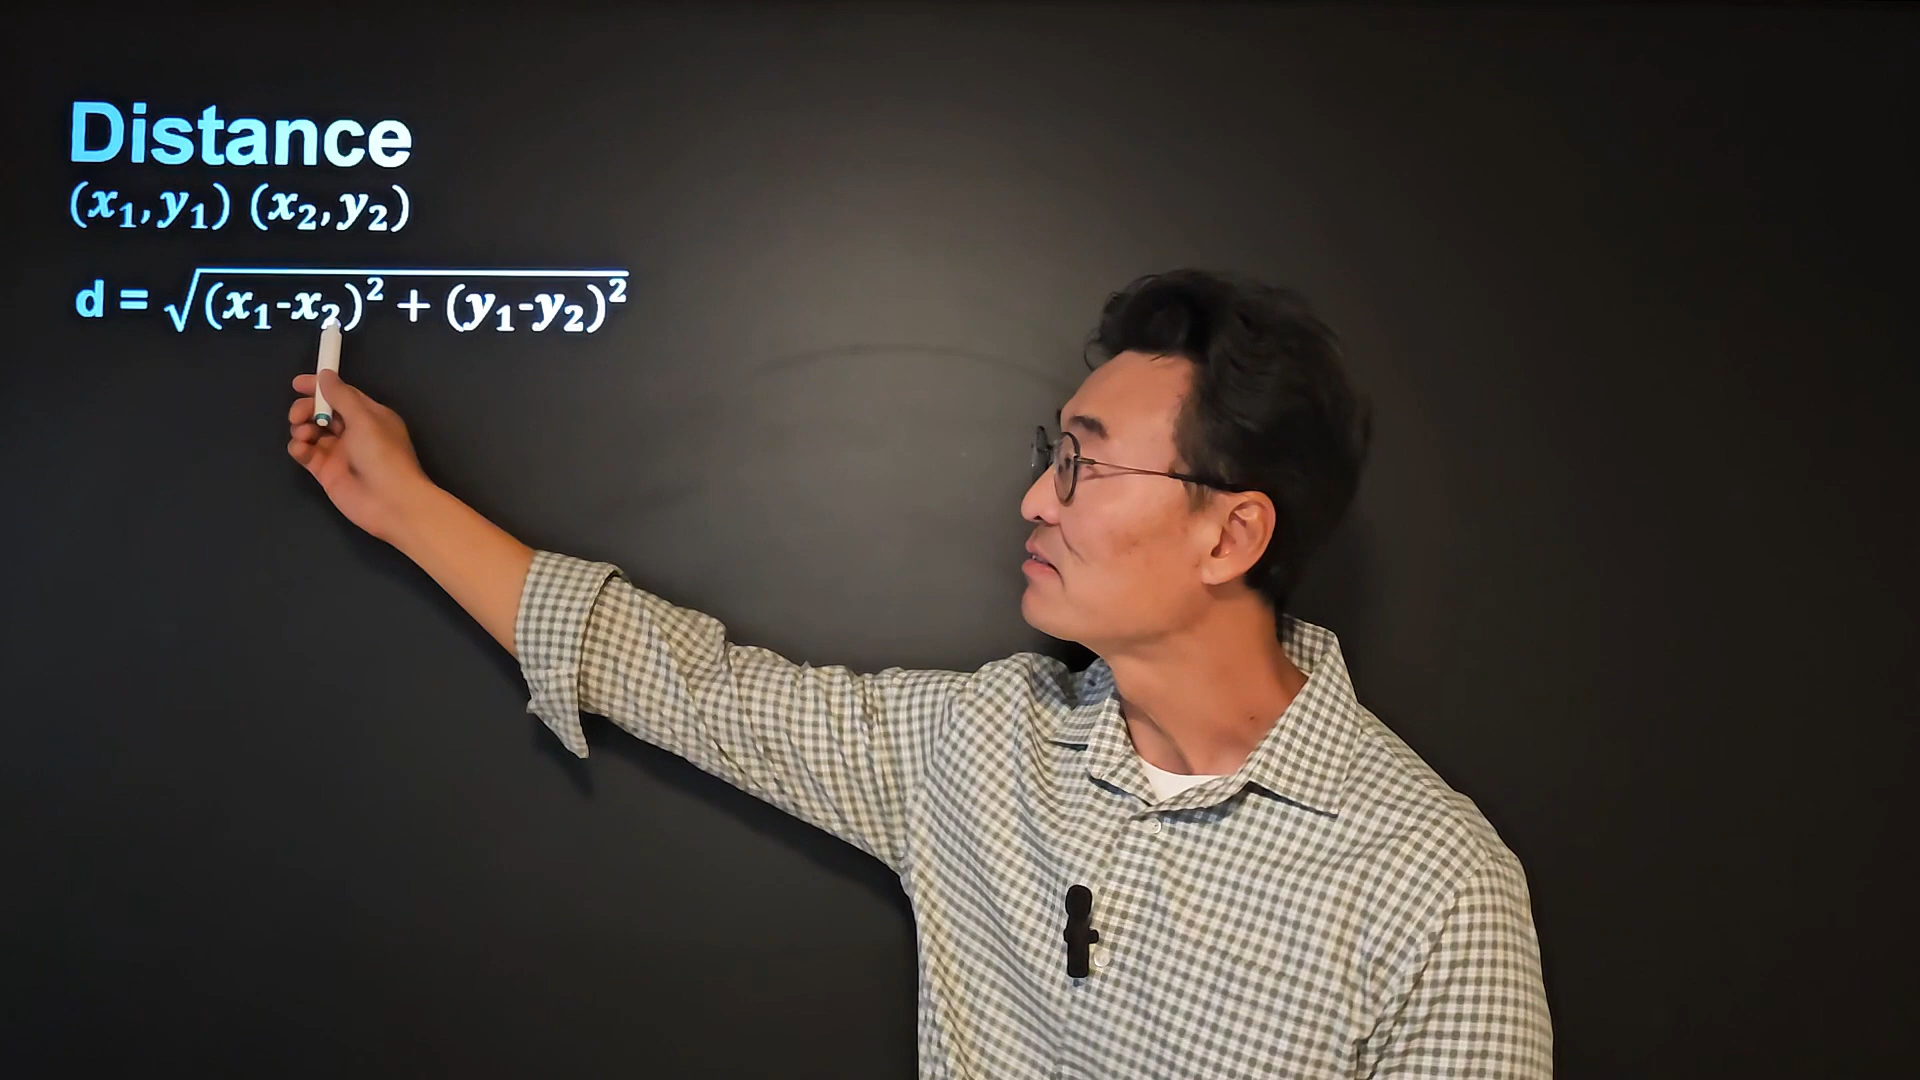 Distance
(x₁,y₁) (x₂,y₂)
d = √(x₁-x₂)² + (y₁-y₂)²